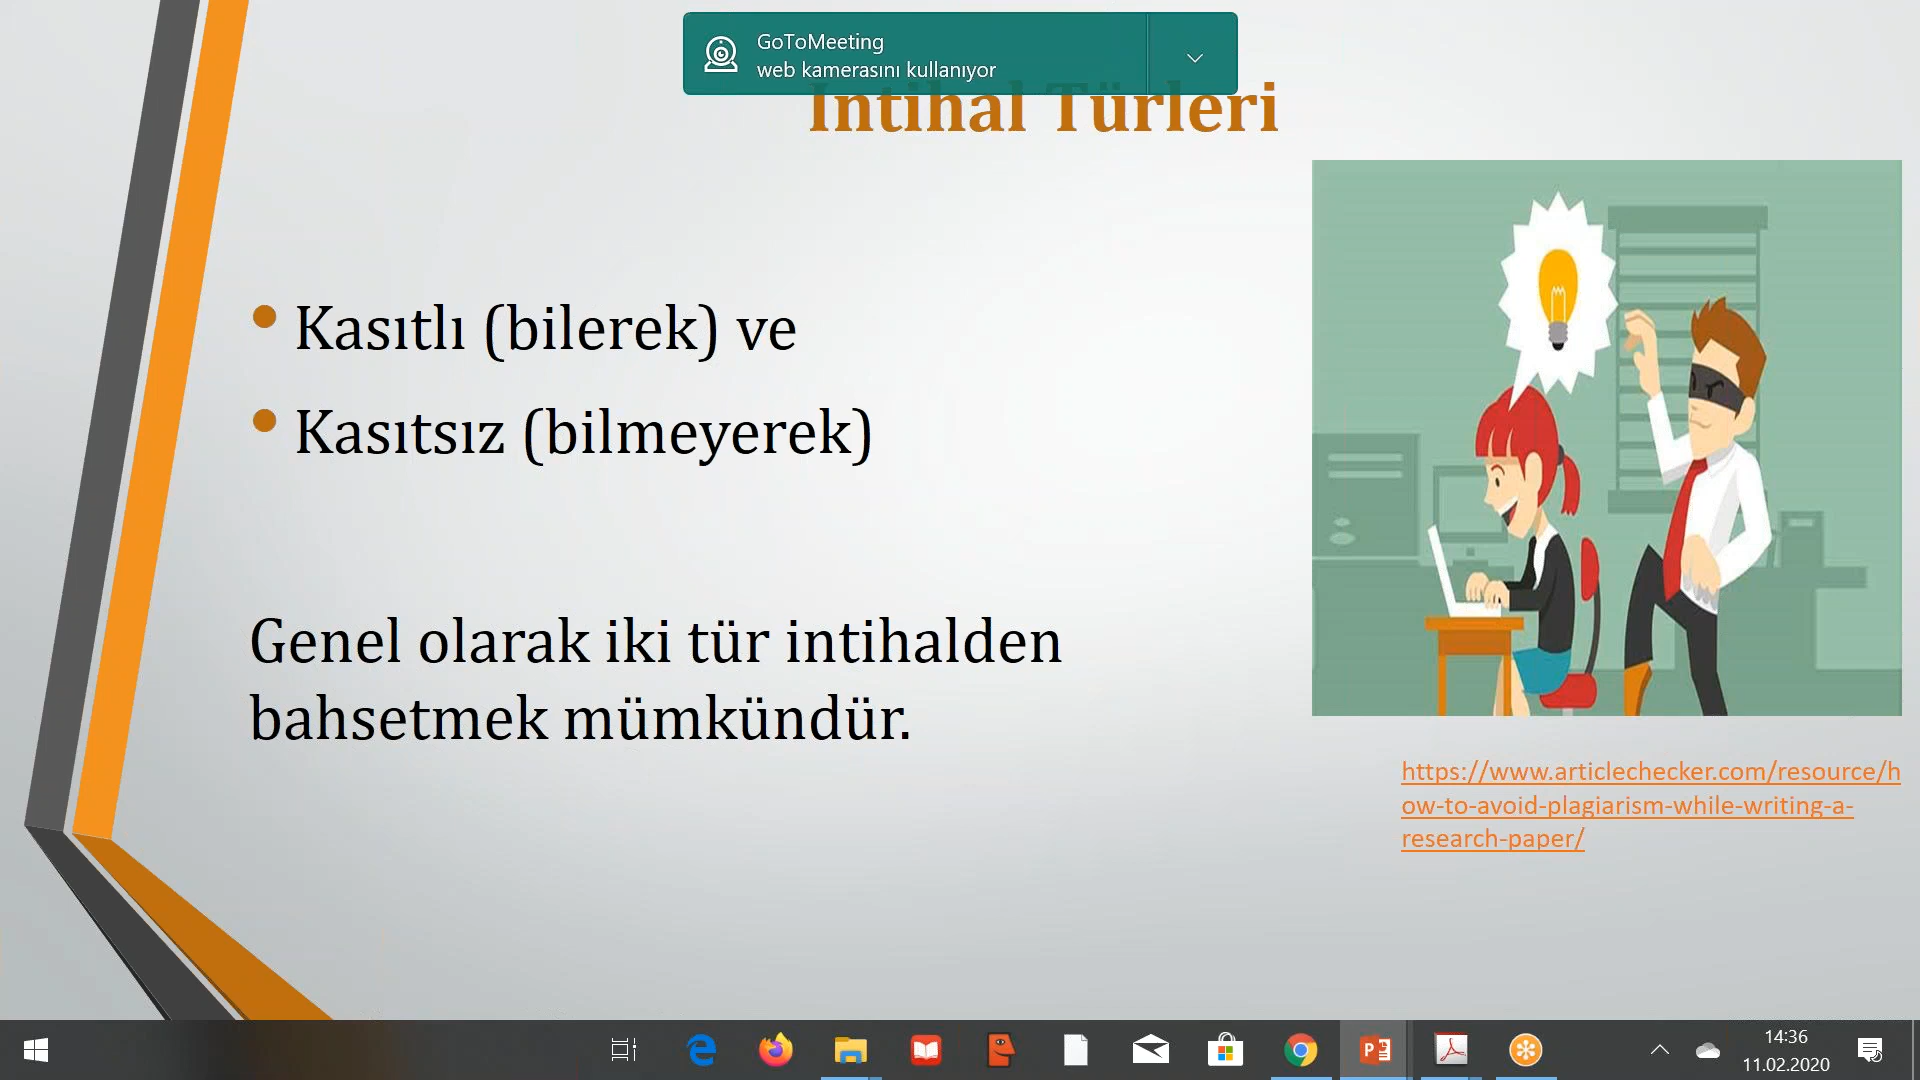 GoToMeeting
web kamerasını kullanıyor
İntihal Türleri
Kasıtlı (bilerek) ve
Kasıtsız (bilmeyerek)
Genel olarak iki tür intihalden
bahsetmek mümkündür.
https://www.articlechecker.com/resource/h
ow-to-avoid-plagiarism-while-writing-a-
research-paper/
14:36
11.02.2020